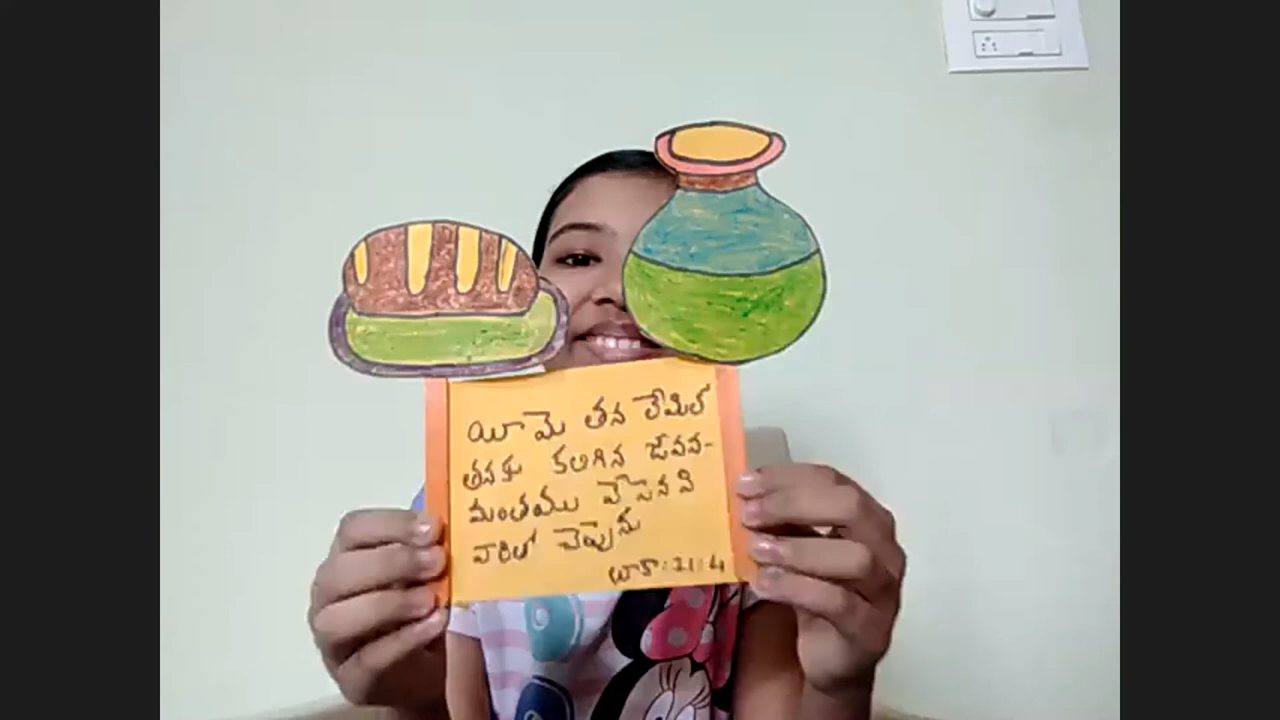 యీమె తన లేమిలో
తనకు కలిగిన జీవన-
మంతయు వేసెనని
వారితో చెప్పెను
లూకా : 21 : 4